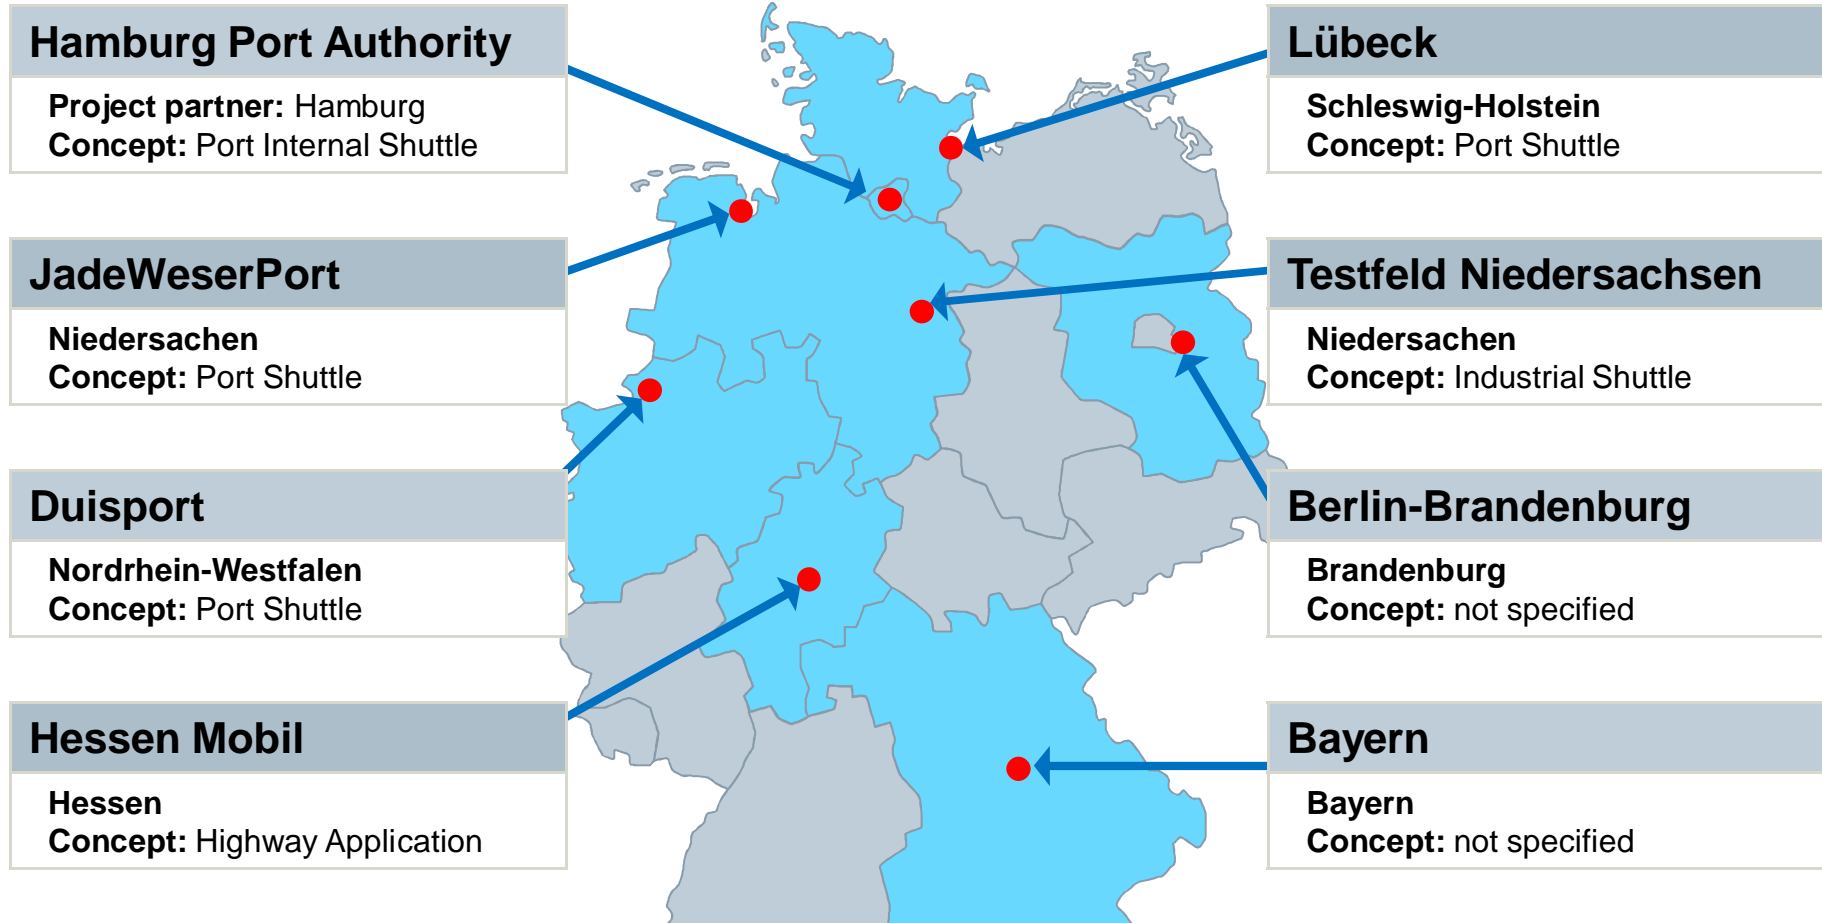 Hamburg Port Authority
Project partner: Hamburg
Concept: Port Internal Shuttle
JadeWeserPort
Niedersachen
Concept: Port Shuttle
Duisport
Nordrhein-Westfalen
Concept: Port Shuttle
Hessen Mobil
Hessen
Concept: Highway Application
Lübeck
Schleswig-Holstein
Concept: Port Shuttle
Testfeld Niedersachsen
Niedersachen
Concept: Industrial Shuttle
Berlin-Brandenburg
Brandenburg
Concept: not specified
Bayern
Bayern
Concept: not specified